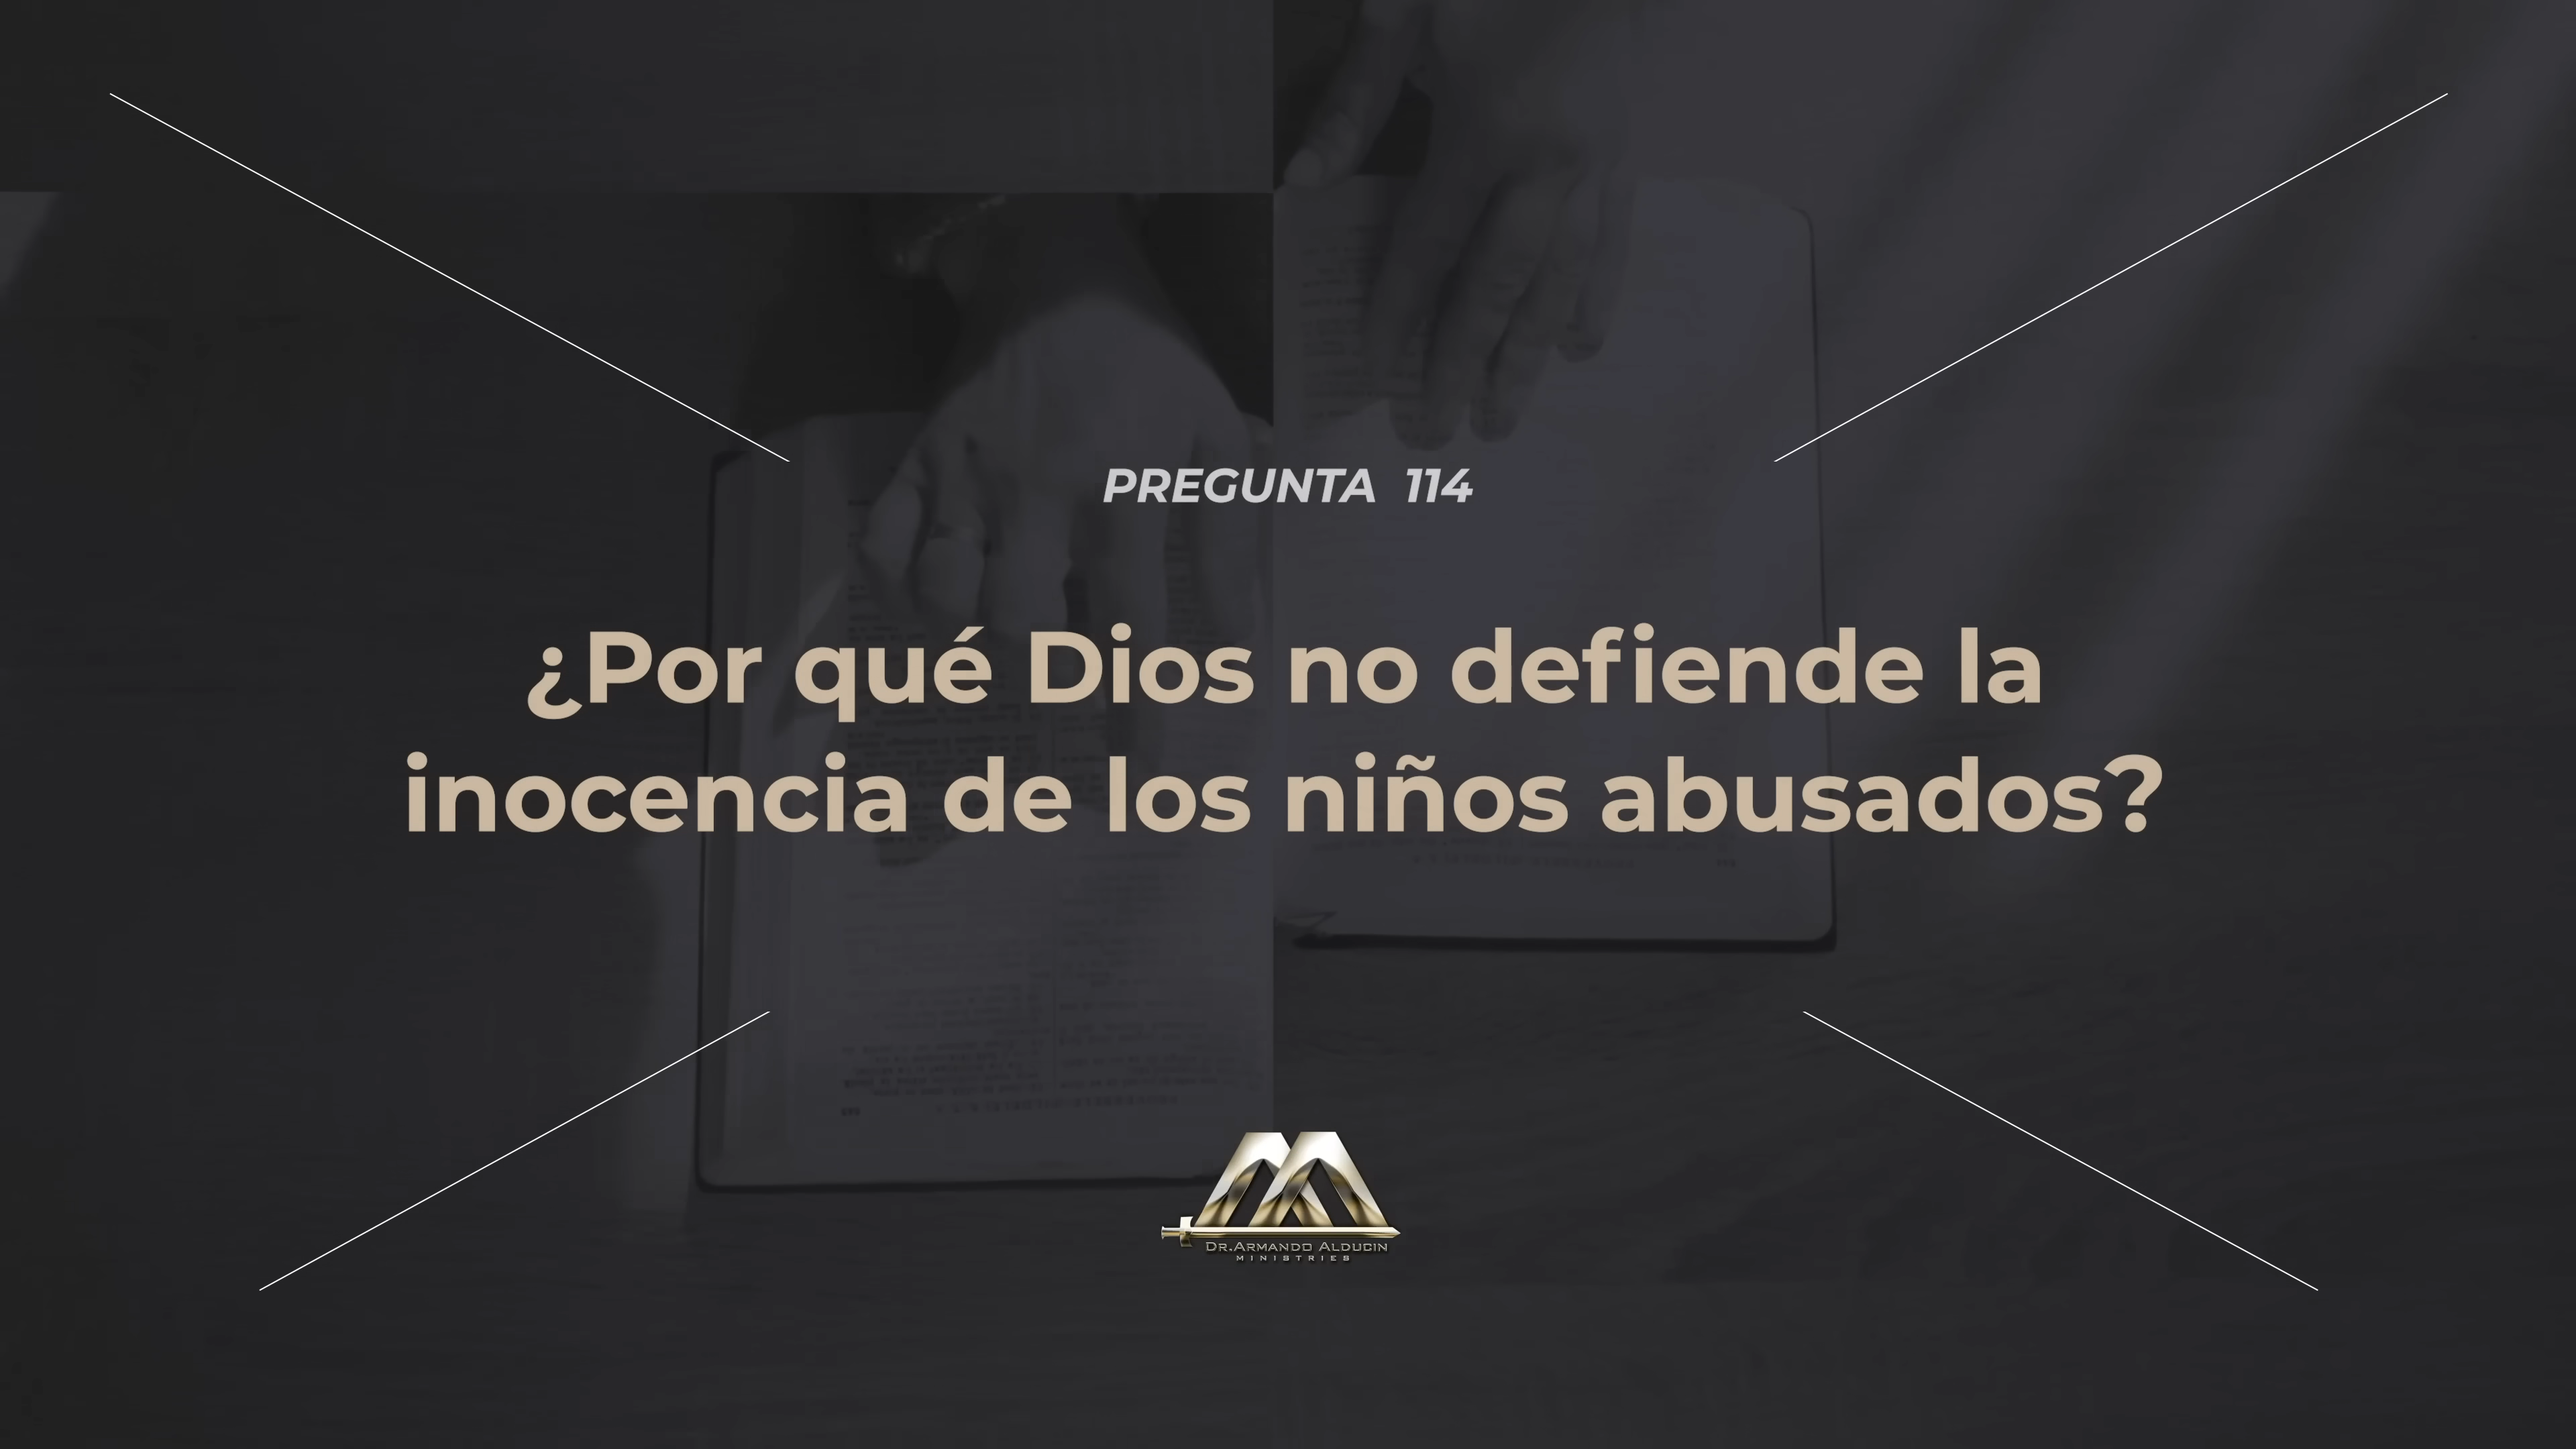 PREGUNTA 114
¿Por qué Dios no defiende la
inocencia de los niños abusados?
DR. ARMANDO ALDUCIN
MINISTRIES